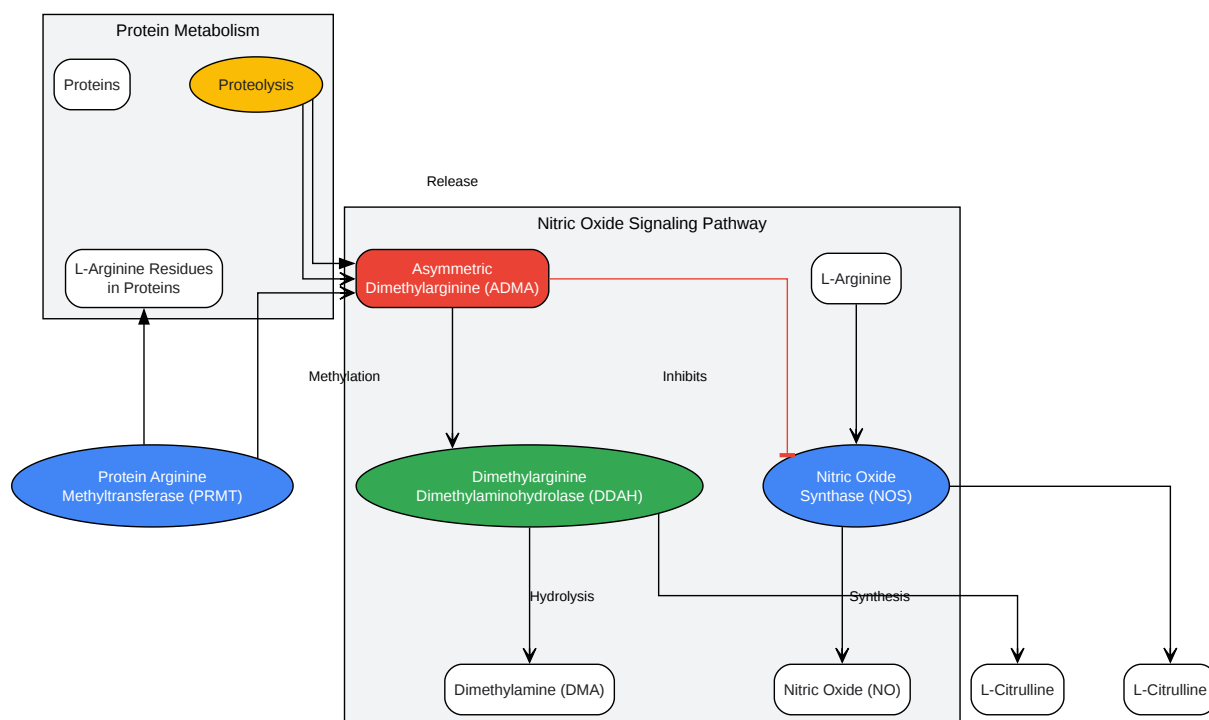 Protein Metabolism
Proteins
Proteolysis
Release
Nitric Oxide Signaling Pathway
L-Arginine Residues
in Proteins
Asymmetric
Dimethylarginine (ADMA)
L-Arginine
Methylation
Inhibits
Protein Arginine
Methyltransferase (PRMT)
Dimethylarginine
Dimethylaminohydrolase (DDAH)
Nitric Oxide
Synthase (NOS)
Hydrolysis
Synthesis
Dimethylamine (DMA)
Nitric Oxide (NO)
L-Citrulline
L-Citrulline